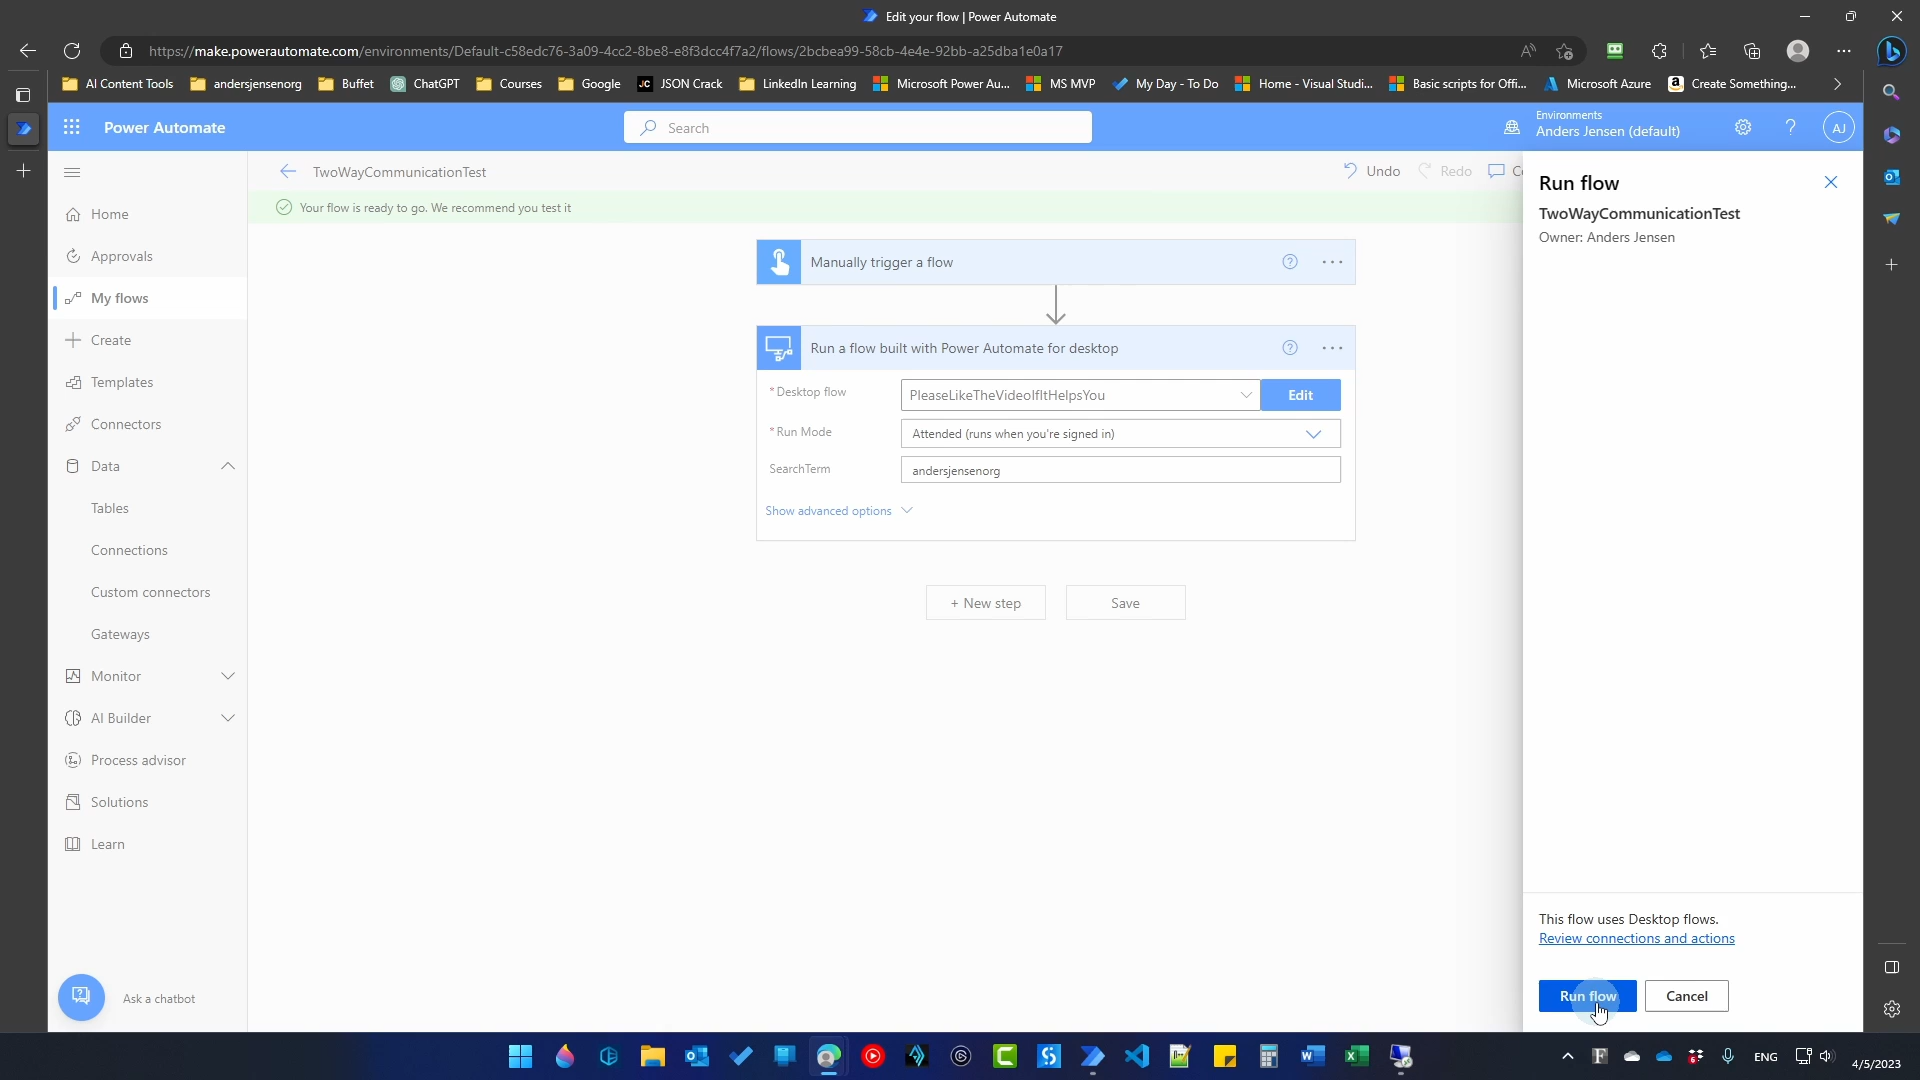 Edit your flow | Power Automate
https://make.powerautomate.com/environments/Default-c58edc76-3a09-4cc2-8be8-e8f3dcc4f7a2/flows/2bcbea99-58cb-4e4e-92bb-a25dba1e0a17
AI Content Tools
andersjensenorg
Buffet
ChatGPT
Courses
Google
JC JSON Crack
LinkedIn Learning
Microsoft Power Au...
MS MVP
My Day - To Do
Home - Visual Studi...
Basic scripts for Offi...
Microsoft Azure
Create Something...
Power Automate
Search
Environments
Anders Jensen (default)
AJ
TwoWayCommunicationTest
Undo
Redo
Your flow is ready to go. We recommend you test it
Home
Approvals
My flows
Create
Templates
Connectors
Data
Tables
Connections
Custom connectors
Gateways
Monitor
AI Builder
Process advisor
Solutions
Learn
Ask a chatbot
Manually trigger a flow
Run a flow built with Power Automate for desktop
* Desktop flow
PleaseLikeTheVideoIfItHelpsYou
Edit
* Run Mode
Attended (runs when you're signed in)
SearchTerm
andersjensenorg
Show advanced options
+ New step
Save
Run flow
TwoWayCommunicationTest
Owner: Anders Jensen
This flow uses Desktop flows.
Review connections and actions
Run flow
Cancel
ENG
4/5/2023